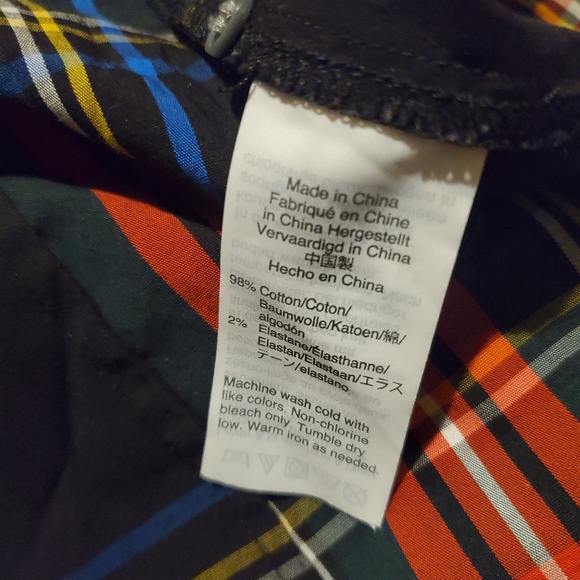 Made in China
Fabriqué en Chine
in China Hergestellt
Vervaardigd in China
中国製
Hecho en China
98% Cotton/Coton/
Baumwolle/Katoen/綿/
algodón
2% Elastane/Élasthanne/
Elastan/Elastaan/エラス
テーン/elastano
Machine wash cold with
like colors. Non-chlorine
bleach only. Tumble dry
low. Warm iron as needed.